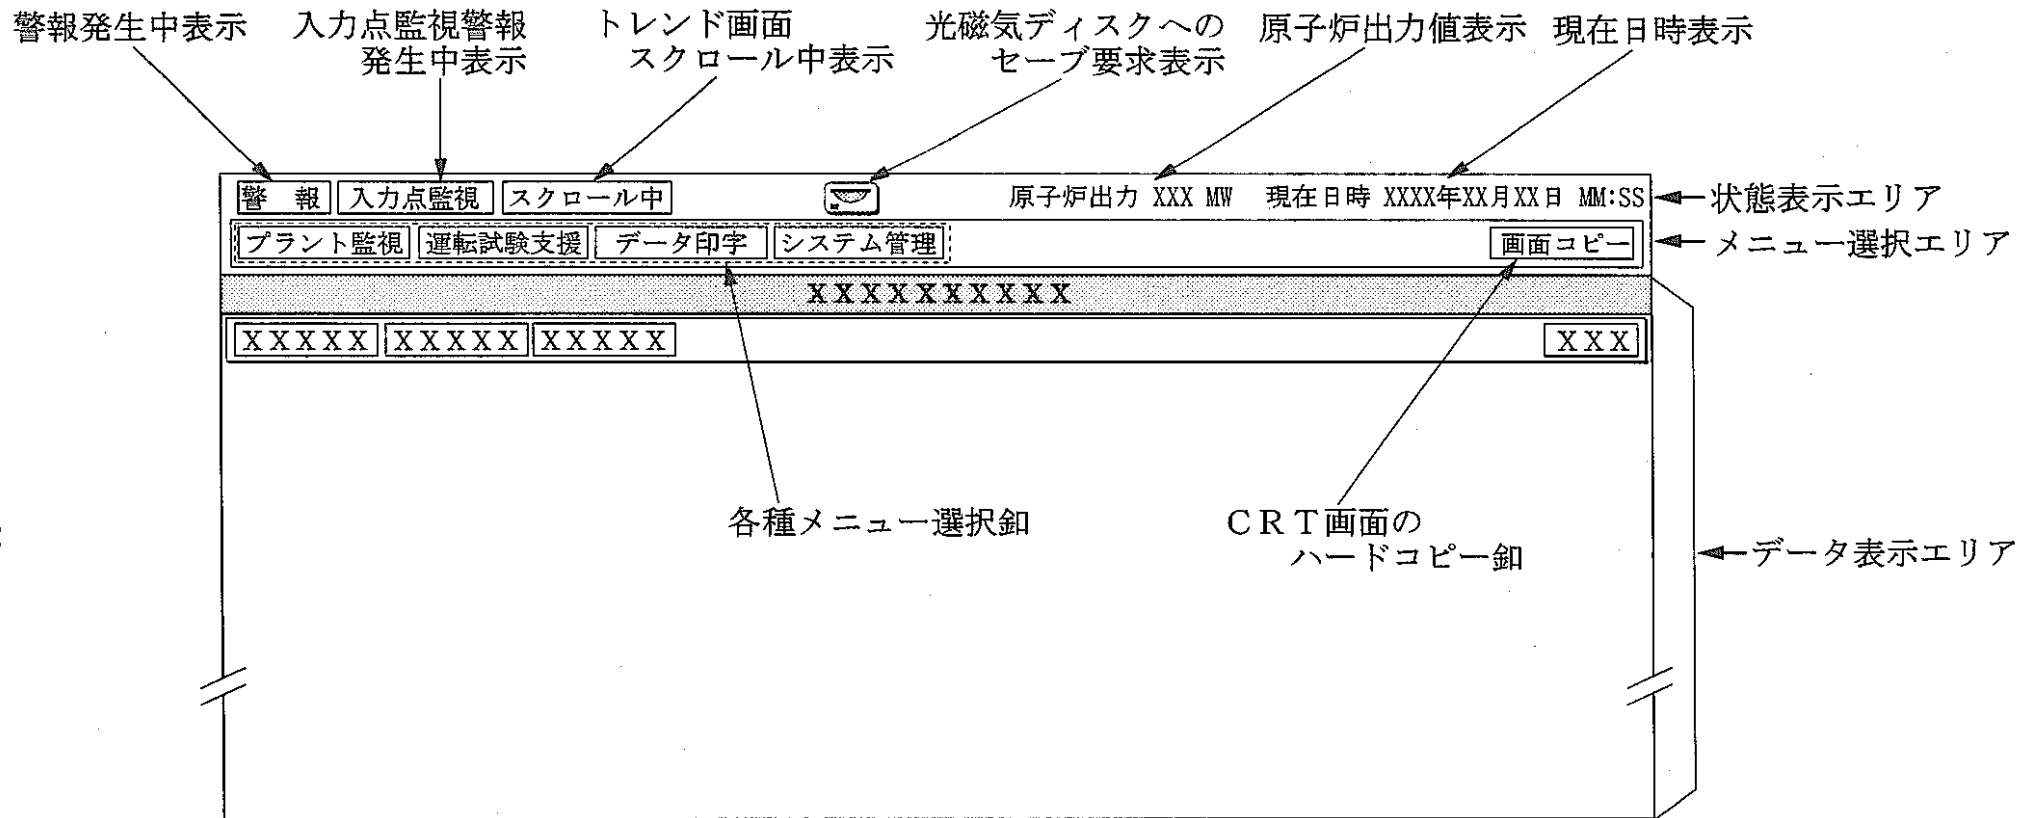 警報発生中表示
入力点監視警報
発生中表示
トレンド画面
スクロール中表示
光磁気ディスクへの
セーブ要求表示
原子炉出力値表示
現在日時表示
警 報
入力点監視
スクロール中
原子炉出力 XXX MW
現在日時 XXXX年XX月XX日 MM:SS
状態表示エリア
プラント監視
運転試験支援
データ印字
システム管理
画面コピー
メニュー選択エリア
XXXXXXXXXX
XXXXX
XXXXX
XXXXX
XXX
各種メニュー選択釦
CRT画面の
ハードコピー釦
データ表示エリア